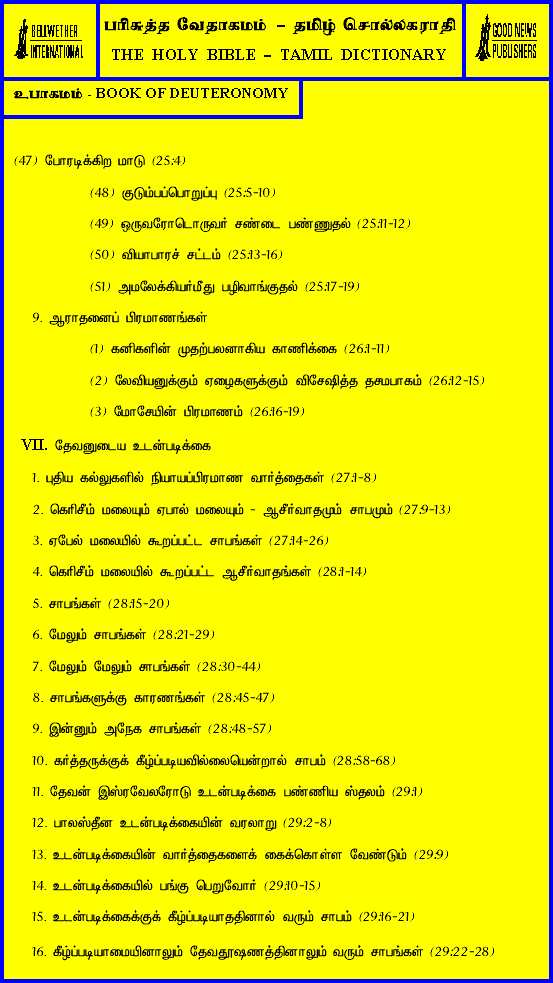 BELLWETHER
INTERNATIONAL
பரிசுத்த வேதாகமம் – தமிழ் சொல்லகராதி
THE HOLY BIBLE – TAMIL DICTIONARY
GOOD NEWS
PUBLISHERS
உபாகமம் - BOOK OF DEUTERONOMY
(47) போரடிக்கிற மாடு (25:4)
(48) குடும்பப்பொறுப்பு (25:5-10)
(49) ஒருவரோடொருவர் சண்டை பண்ணுதல் (25:11-12)
(50) வியாபாரச் சட்டம் (25:13-16)
(51) அமலேக்கியர்மீது பழிவாங்குதல் (25:17-19)
9. ஆராதனைப் பிரமாணங்கள்
(1) கனிகளின் முதற்பலனாகிய காணிக்கை (26:1-11)
(2) லேவியனுக்கும் ஏழைகளுக்கும் விசேஷித்த தசமபாகம் (26:12-15)
(3) மோசேயின் பிரமாணம் (26:16-19)
VII. தேவனுடைய உடன்படிக்கை
1. புதிய கல்லுகளில் நியாயப்பிரமாண வார்த்தைகள் (27:1-8)
2. கெரிசீம் மலையும் ஏபால் மலையும் - ஆசீர்வாதமும் சாபமும் (27:9-13)
3. ஏபேல் மலையில் கூறப்பட்ட சாபங்கள் (27:14-26)
4. கெரிசீம் மலையில் கூறப்பட்ட ஆசீர்வாதங்கள் (28:1-14)
5. சாபங்கள் (28:15-20)
6. மேலும் சாபங்கள் (28:21-29)
7. மேலும் மேலும் சாபங்கள் (28:30-44)
8. சாபங்களுக்கு காரணங்கள் (28:45-47)
9. இன்னும் அநேக சாபங்கள் (28:48-57)
10. கர்த்தருக்குக் கீழ்ப்படியவில்லையென்றால் சாபம் (28:58-68)
11. தேவன் இஸ்ரவேலரோடு உடன்படிக்கை பண்ணிய ஸ்தலம் (29:1)
12. பாலஸ்தீன உடன்படிக்கையின் வரலாறு (29:2-8)
13. உடன்படிக்கையின் வார்த்தைகளைக் கைக்கொள்ள வேண்டும் (29:9)
14. உடன்படிக்கையில் பங்கு பெறுவோர் (29:10-15)
15. உடன்படிக்கைக்குக் கீழ்ப்படியாததினால் வரும் சாபம் (29:16-21)
16. கீழ்ப்படியாமையினாலும் தேவதூஷணத்தினாலும் வரும் சாபங்கள் (29:22-28)